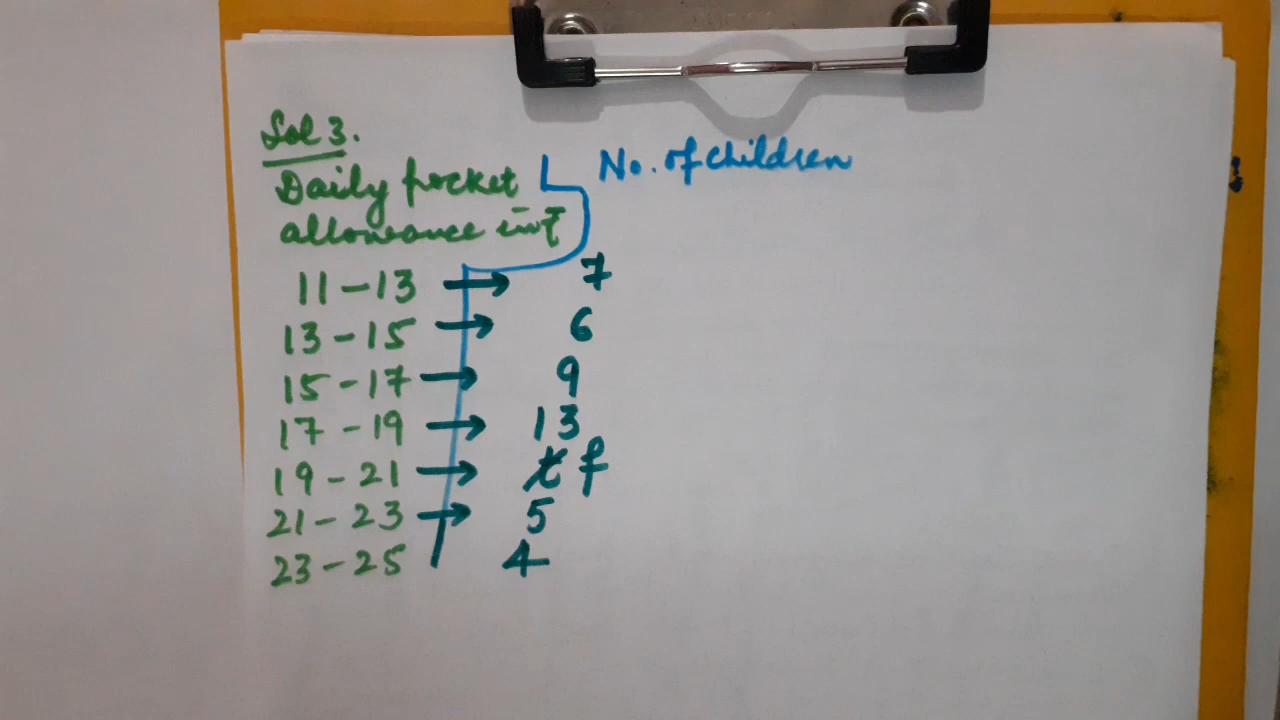 Sol 3.
Daily pocket No. of children
allowance in ₹
11 – 13 → 7
13 – 15 → 6
15 – 17 → 9
17 – 19 → 13
19 – 21 → f
21 – 23 → 5
23 – 25 4